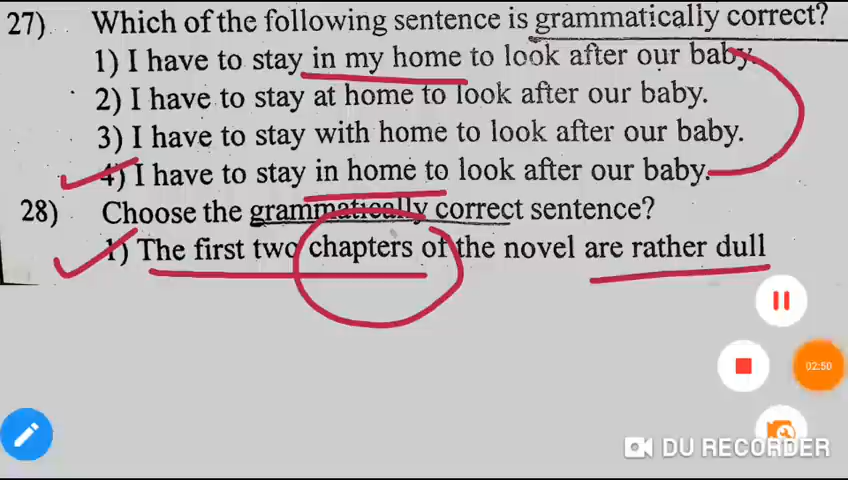 27) Which of the following sentence is grammatically correct?
1) I have to stay in my home to look after our baby.
2) I have to stay at home to look after our baby.
3) I have to stay with home to look after our baby.
4) I have to stay in home to look after our baby.
28) Choose the grammatically correct sentence?
1) The first two chapters of the novel are rather dull
02:50
DU RECORDER